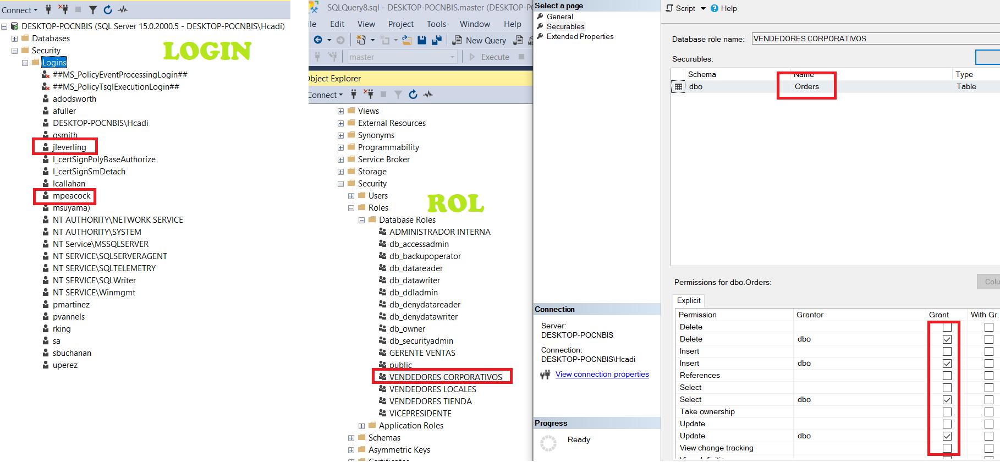 Connect
DESKTOP-POCNBIS (SQL Server 15.0.2000.5 - DESKTOP-POCNBIS\Hcadi)
Databases
Security
Logins
LOGIN
##MS_PolicyEventProcessingLogin##
##MS_PolicyTsqlExecutionLogin##
adodsworth
afuller
DESKTOP-POCNBIS\Hcadi
gsmith
jleverling
l_certSignPolyBaseAuthorize
l_certSignSmDetach
lcallahan
mpeacock
msuyama)
NT AUTHORITY\NETWORK SERVICE
NT AUTHORITY\SYSTEM
NT Service\MSSQLSERVER
NT SERVICE\SQLSERVERAGENT
NT SERVICE\SQLTELEMETRY
NT SERVICE\SQLWriter
NT SERVICE\Winmgmt
pmartinez
pvannels
rking
sa
sbuchanan
uperez
SQLQuery8.sql - DESKTOP-POCNBIS.master (DESKTOP-PO
ile Edit View Project Tools Window Help
New Query
master Execute
Object Explorer
Connect
Views
External Resources
Synonyms
Programmability
Service Broker
Storage
Security
Users
Roles
ROL
Database Roles
ADMINISTRADOR INTERNA
db_accessadmin
db_backupoperator
db_datareader
db_datawriter
db_ddladmin
db_denydatareader
db_denydatawriter
db_owner
db_securityadmin
GERENTE VENTAS
public
VENDEDORES CORPORATIVOS
VENDEDORES LOCALES
VENDEDORES TIENDA
VICEPRESIDENTE
Application Roles
Schemas
Asymmetric Keys
Certificates
Select a page
General
Securables
Extended Properties
Connection
Server:
DESKTOP-POCNBIS
Connection:
DESKTOP-POCNBIS\Hcadi
View connection properties
Progress
Ready
Script Help
Database role name: VENDEDORES CORPORATIVOS
Securables:
Schema Name Type
dbo Orders Table
Permissions for dbo.Orders:
Colu
Explicit
Permission Grantor Grant With Gr...
Delete
Delete dbo
Insert
Insert dbo
References
Select
Select dbo
Take ownership
Update
Update dbo
View change tracking